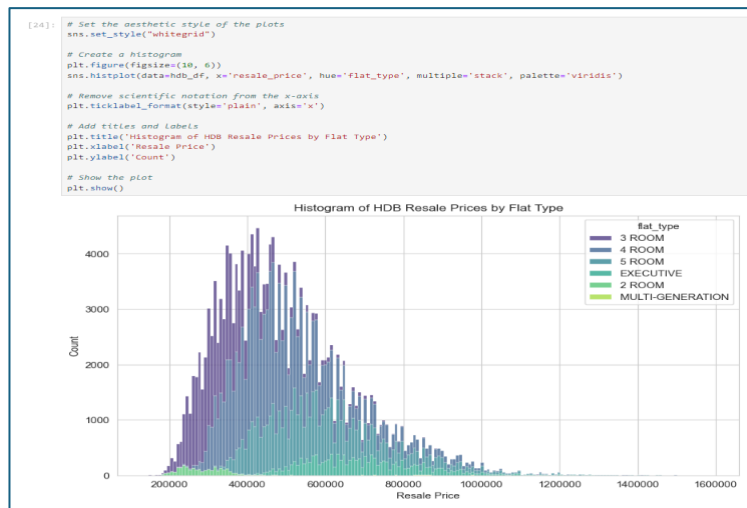 [24]: # Set the aesthetic style of the plots
sns.set_style("whitegrid")
# Create a histogram
plt.figure(figsize=(10, 6))
sns.histplot(data=hdb_df, x='resale_price', hue='flat_type', multiple='stack', palette='viridis')
# Remove scientific notation from the x-axis
plt.ticklabel_format(style='plain', axis='x')
# Add titles and labels
plt.title('Histogram of HDB Resale Prices by Flat Type')
plt.xlabel('Resale Price')
plt.ylabel('Count')
# Show the plot
plt.show()
Histogram of HDB Resale Prices by Flat Type
flat_type
3 ROOM
4 ROOM
5 ROOM
EXECUTIVE
2 ROOM
MULTI-GENERATION
4000
3000
2000
1000
0
Count
200000 400000 600000 800000 1000000 1200000 1400000 1600000
Resale Price